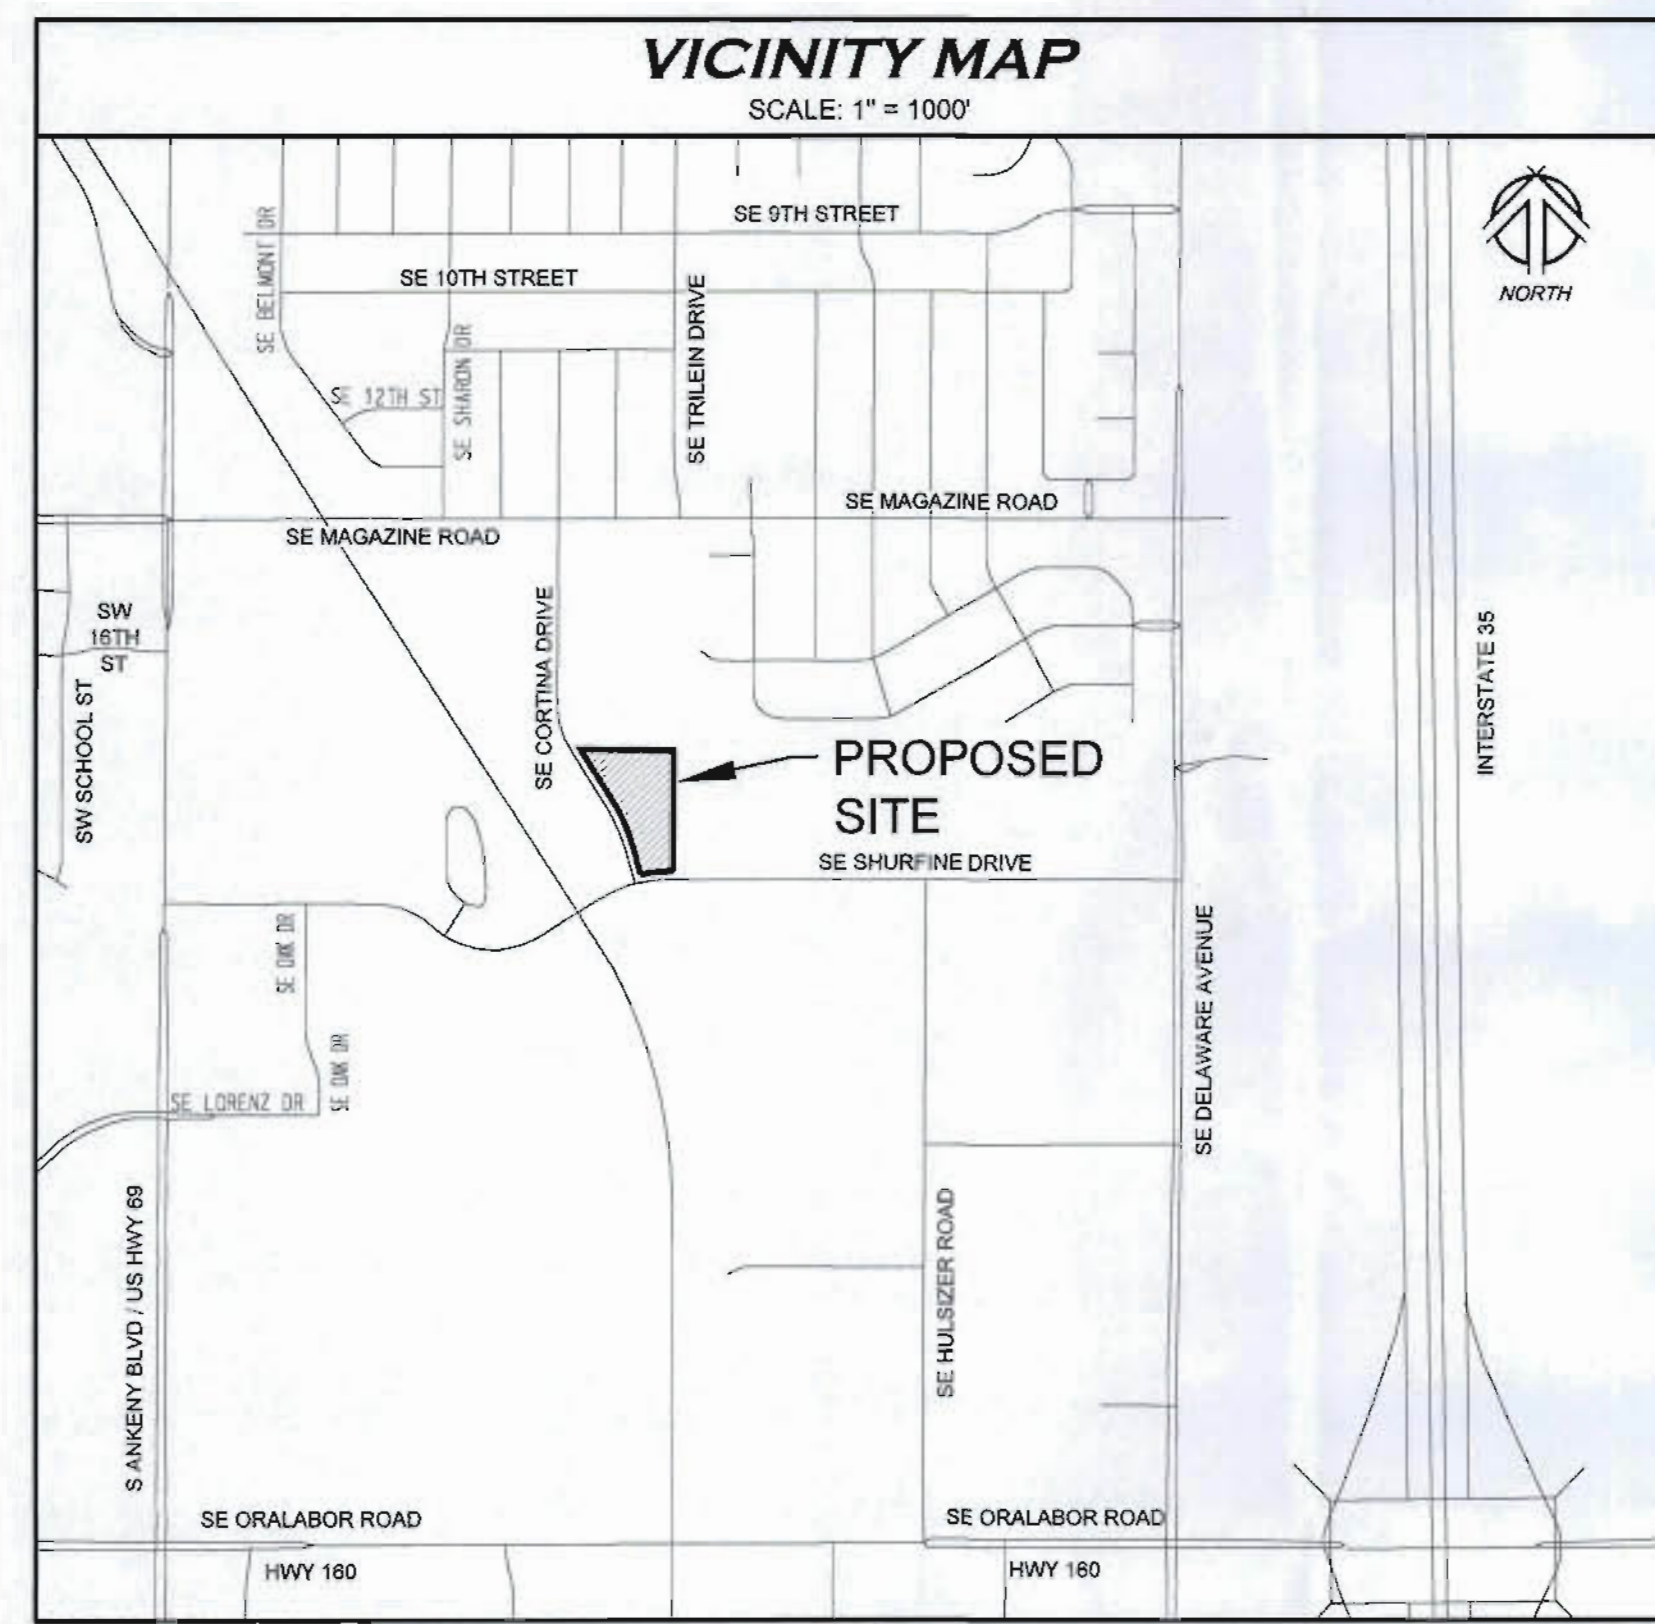 VICINITY MAP
SCALE: 1" = 1000'
NORTH
SE 9TH STREET
SE BELMONT DR
SE 10TH STREET
SE TRILEIN DRIVE
SE SHARON DR
SE 12TH ST
SE MAGAZINE ROAD
SE MAGAZINE ROAD
SW
16TH
ST
SW SCHOOL ST
SE CORTINA DRIVE
INTERSTATE 35
PROPOSED
SITE
SE SHURFINE DRIVE
SE OAK DR
SE OAK DR
SE LORENZ DR
SE DELAWARE AVENUE
S ANKENY BLVD / US HWY 69
SE HULSIZER ROAD
SE ORALABOR ROAD
HWY 160
SE ORALABOR ROAD
HWY 160